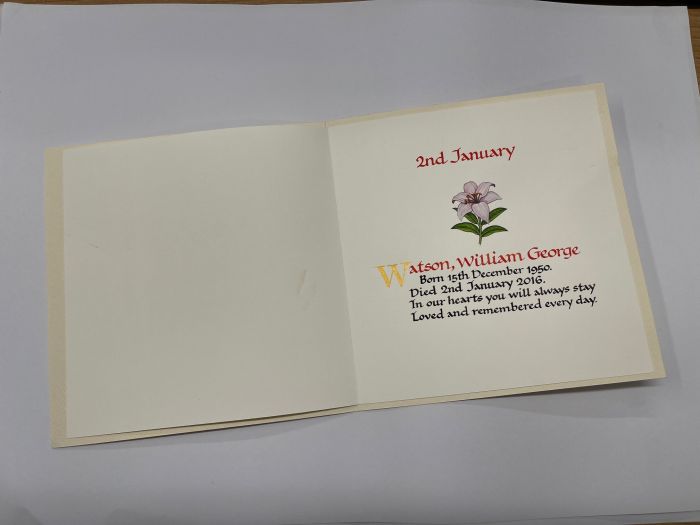 2nd January
Watson, William George
Born 15th December 1950.
Died 2nd January 2016.
In our hearts you will always stay
Loved and remembered every day.